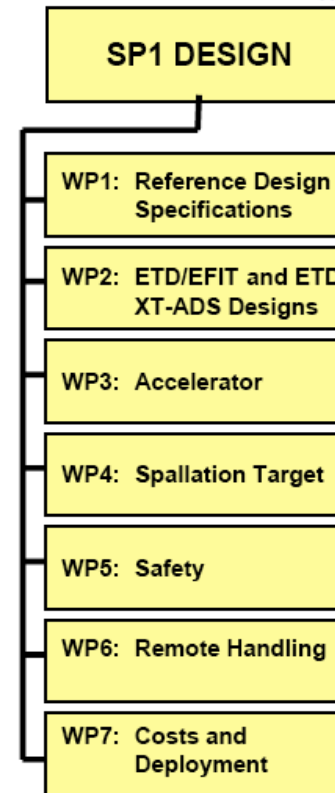 SP1 DESIGN
WP1: Reference Design
Specifications
WP2: ETD/EFIT and ETD
XT-ADS Designs
WP3: Accelerator
WP4: Spallation Target
WP5: Safety
WP6: Remote Handling
WP7: Costs and
Deployment